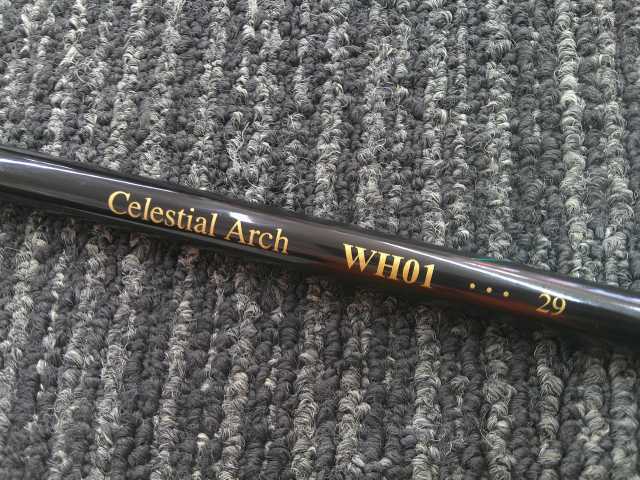 Celestial Arch WH01 ... 29